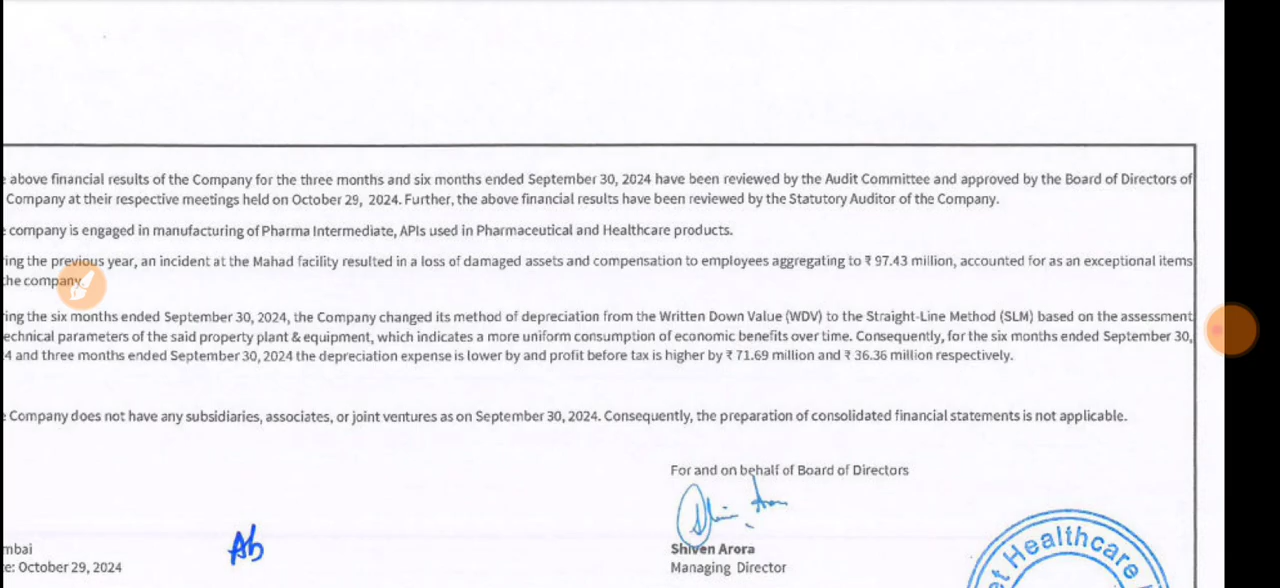 e above financial results of the Company for the three months and six months ended September 30, 2024 have been reviewed by the Audit Committee and approved by the Board of Directors of
Company at their respective meetings held on October 29, 2024. Further, the above financial results have been reviewed by the Statutory Auditor of the Company.
e company is engaged in manufacturing of Pharma Intermediate, APIs used in Pharmaceutical and Healthcare products.
ing the previous year, an incident at the Mahad facility resulted in a loss of damaged assets and compensation to employees aggregating to ₹ 97.43 million, accounted for as an exceptional items
the company.
ing the six months ended September 30, 2024, the Company changed its method of depreciation from the Written Down Value (WDV) to the Straight-Line Method (SLM) based on the assessment
echnical parameters of the said property plant & equipment, which indicates a more uniform consumption of economic benefits over time. Consequently, for the six months ended September 30,
4 and three months ended September 30, 2024 the depreciation expense is lower by and profit before tax is higher by ₹ 71.69 million and ₹ 36.36 million respectively.
e Company does not have any subsidiaries, associates, or joint ventures as on September 30, 2024. Consequently, the preparation of consolidated financial statements is not applicable.
For and on behalf of Board of Directors
Ab
Shiven Arora
Managing Director
mbai
e: October 29, 2024
et Healthcare